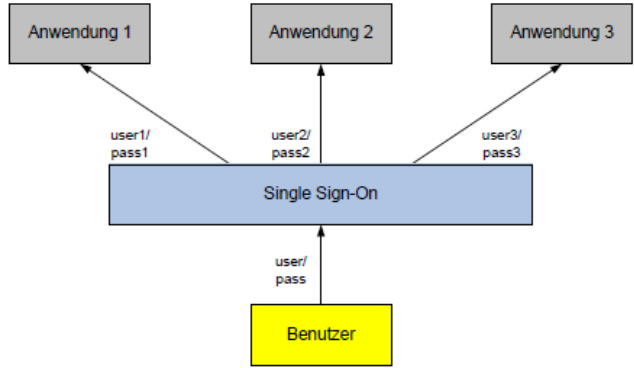 Anwendung 1
Anwendung 2
Anwendung 3
user1/
pass1
user2/
pass2
user3/
pass3
Single Sign-On
user/
pass
Benutzer